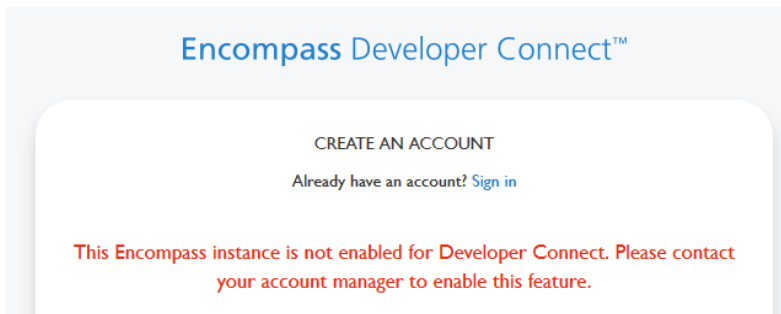 Encompass Developer Connect™
CREATE AN ACCOUNT
Already have an account? Sign in
This Encompass instance is not enabled for Developer Connect. Please contact
your account manager to enable this feature.